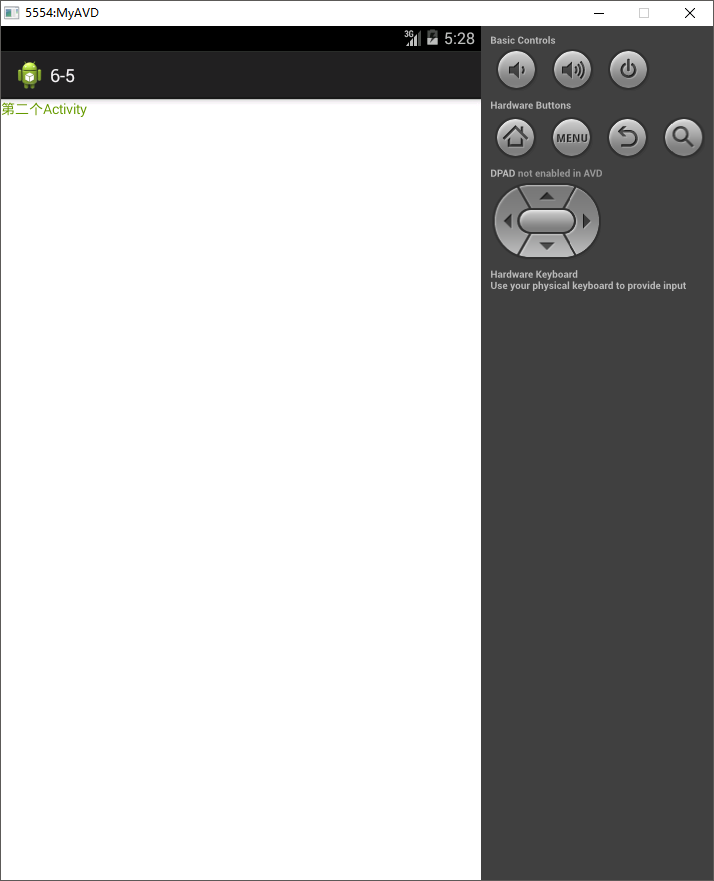 5554:MyAVD
3G 5:28
6-5
第二个Activity
Basic Controls
Hardware Buttons
MENU
DPAD not enabled in AVD
Hardware Keyboard
Use your physical keyboard to provide input